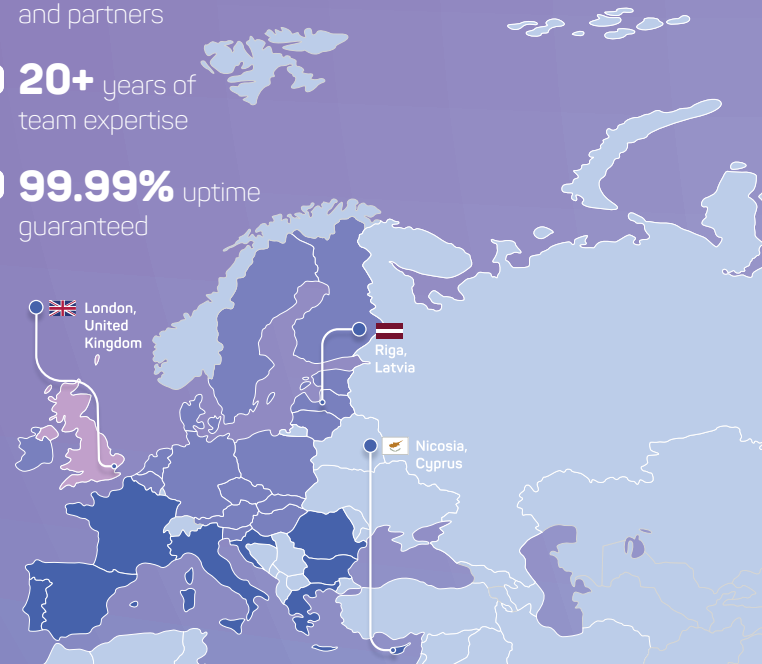 and partners
20+ years of
team expertise
99.99% uptime
guaranteed
London,
United
Kingdom
Riga,
Latvia
Nicosia,
Cyprus